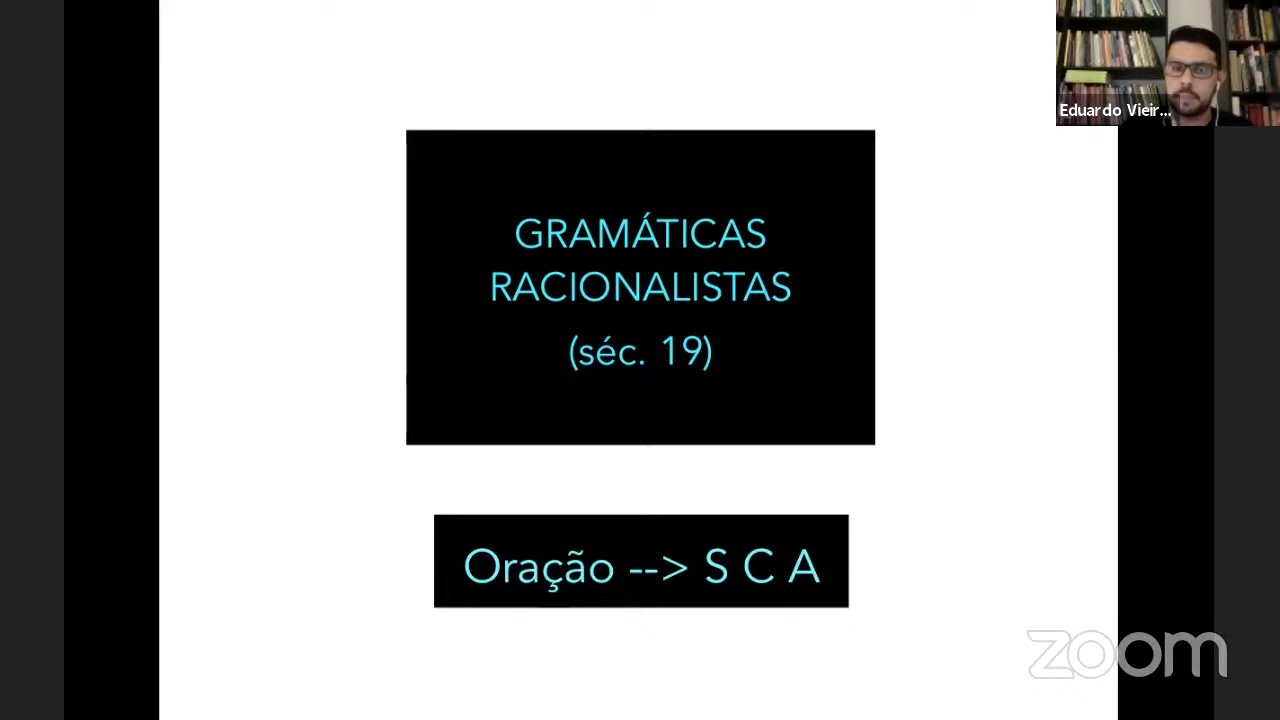 Eduardo Vieir...
GRAMÁTICAS
RACIONALISTAS
(séc. 19)
Oração --> S C A
zoom